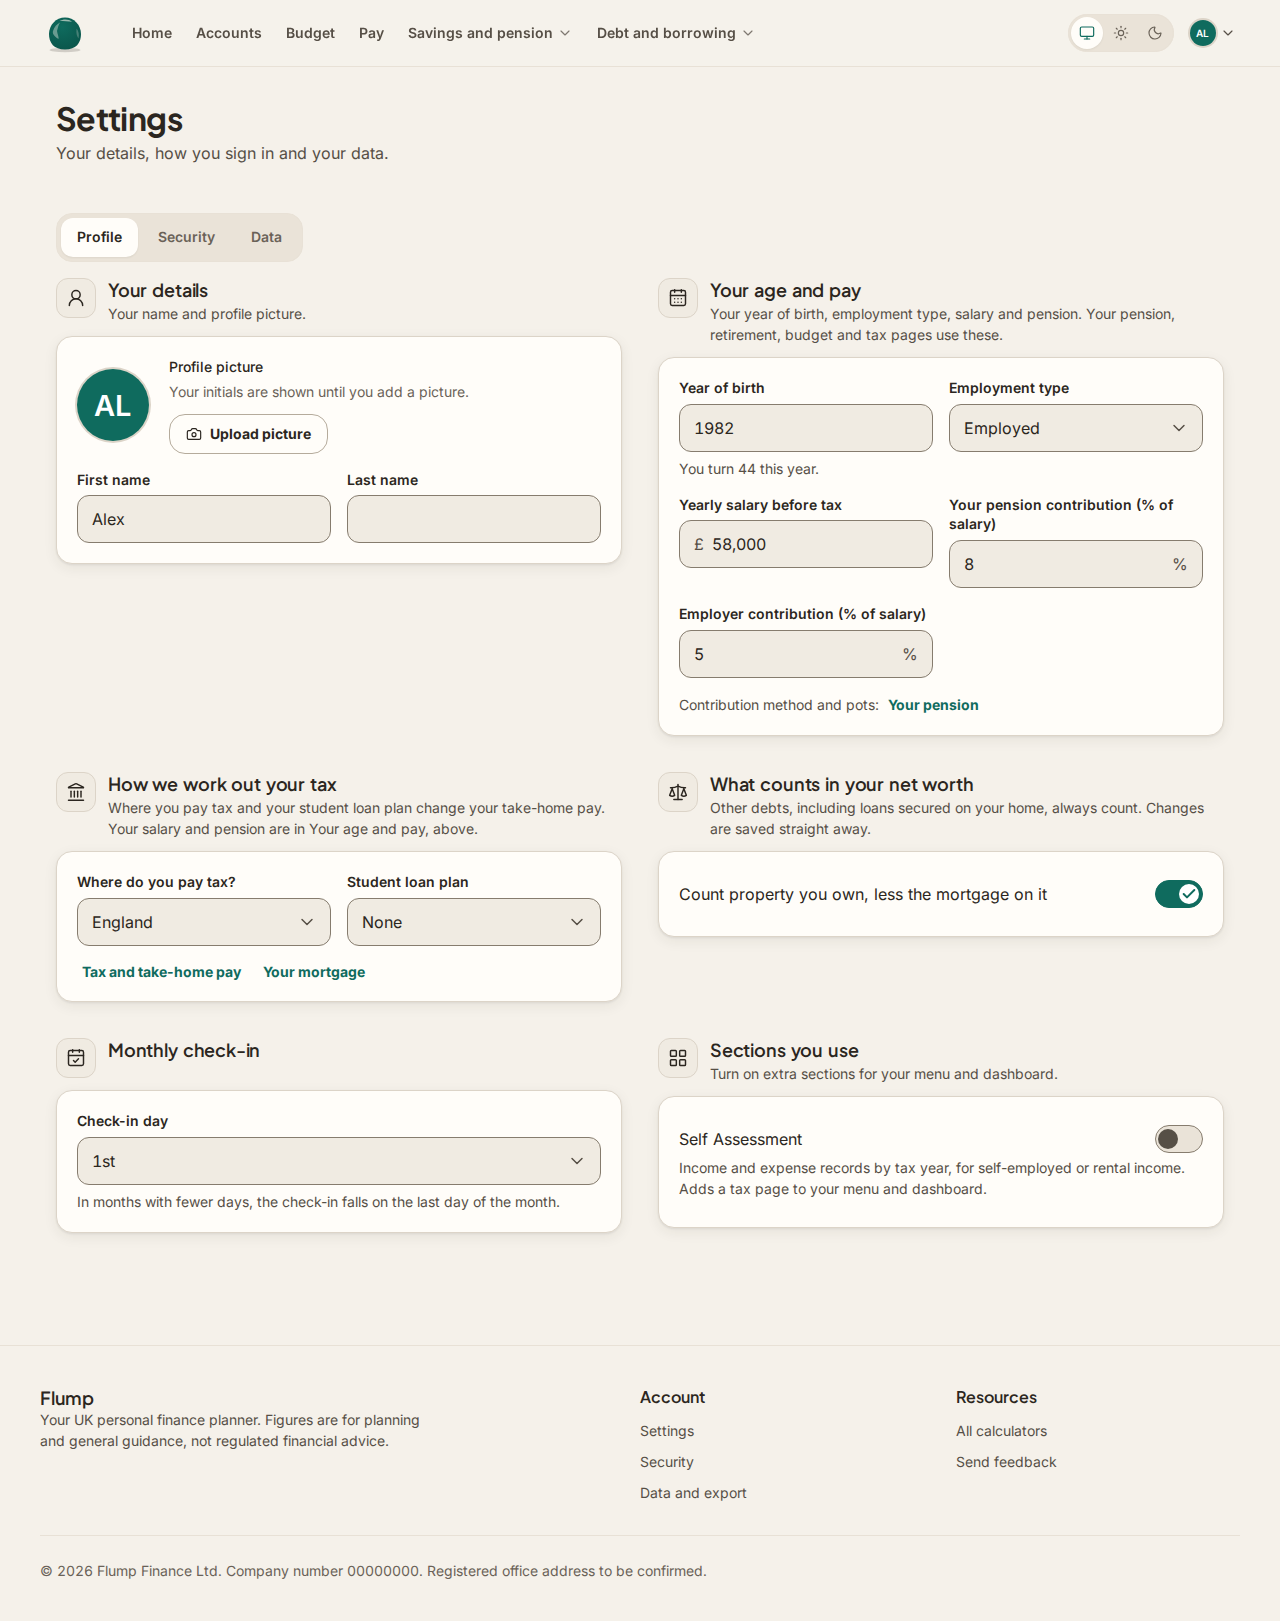 Home
Accounts
Budget
Pay
Savings and pension
Debt and borrowing
AL
Settings
Your details, how you sign in and your data.
Profile
Security
Data
Your details
Your name and profile picture.
AL
Profile picture
Your initials are shown until you add a picture.
Upload picture
First name
Last name
Alex
Your age and pay
Your year of birth, employment type, salary and pension. Your pension,
retirement, budget and tax pages use these.
Year of birth
Employment type
1982
Employed
You turn 44 this year.
Yearly salary before tax
Your pension contribution (% of
salary)
£ 58,000
8 %
Employer contribution (% of salary)
5 %
Contribution method and pots: Your pension
How we work out your tax
Where you pay tax and your student loan plan change your take-home pay.
Your salary and pension are in Your age and pay, above.
Where do you pay tax?
Student loan plan
England
None
Tax and take-home pay
Your mortgage
What counts in your net worth
Other debts, including loans secured on your home, always count. Changes
are saved straight away.
Count property you own, less the mortgage on it
Monthly check-in
Check-in day
1st
In months with fewer days, the check-in falls on the last day of the month.
Sections you use
Turn on extra sections for your menu and dashboard.
Self Assessment
Income and expense records by tax year, for self-employed or rental income.
Adds a tax page to your menu and dashboard.
Flump
Your UK personal finance planner. Figures are for planning
and general guidance, not regulated financial advice.
Account
Settings
Security
Data and export
Resources
All calculators
Send feedback
© 2026 Flump Finance Ltd. Company number 00000000. Registered office address to be confirmed.